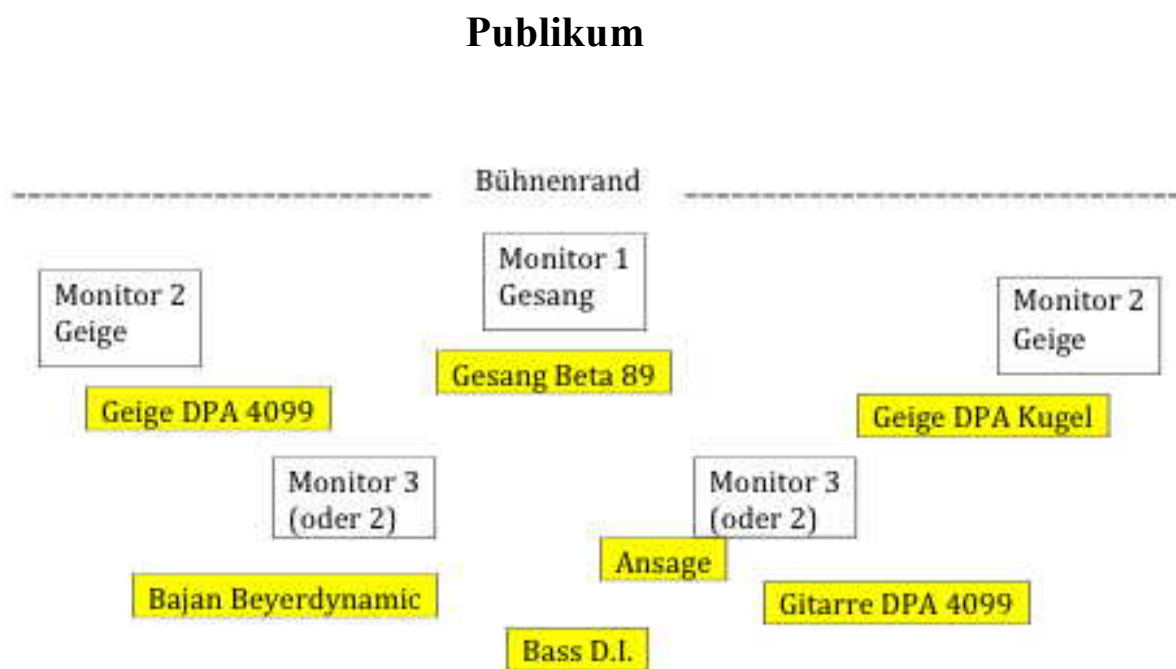 Publikum
Bühnenrand
Monitor 1
Gesang
Monitor 2
Geige
Monitor 2
Geige
Gesang Beta 89
Geige DPA 4099
Geige DPA Kugel
Monitor 3
(oder 2)
Monitor 3
(oder 2)
Ansage
Bajan Beyerdynamic
Gitarre DPA 4099
Bass D.I.